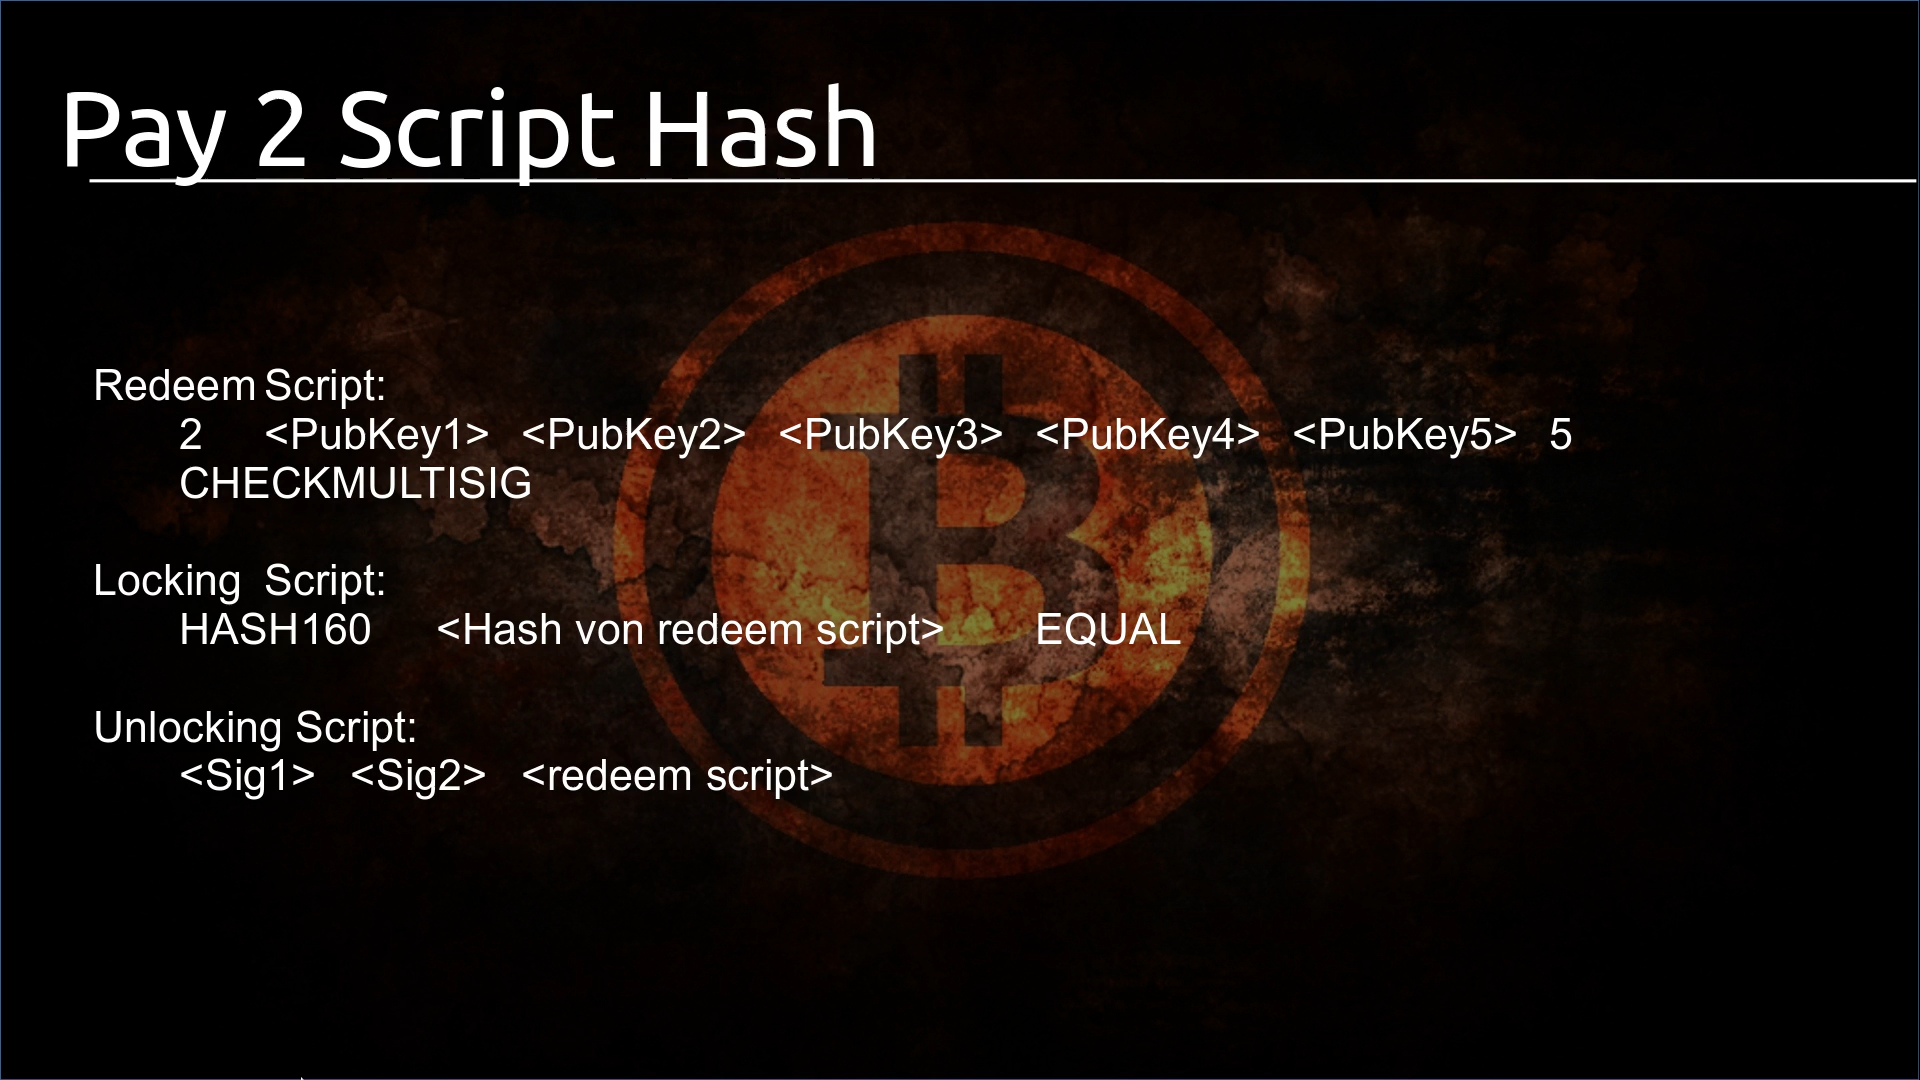 Pay 2 Script Hash
Redeem Script:
2 <PubKey1> <PubKey2> <PubKey3> <PubKey4> <PubKey5> 5
CHECKMULTISIG
Locking Script:
HASH160 <Hash von redeem script> EQUAL
Unlocking Script:
<Sig1> <Sig2> <redeem script>